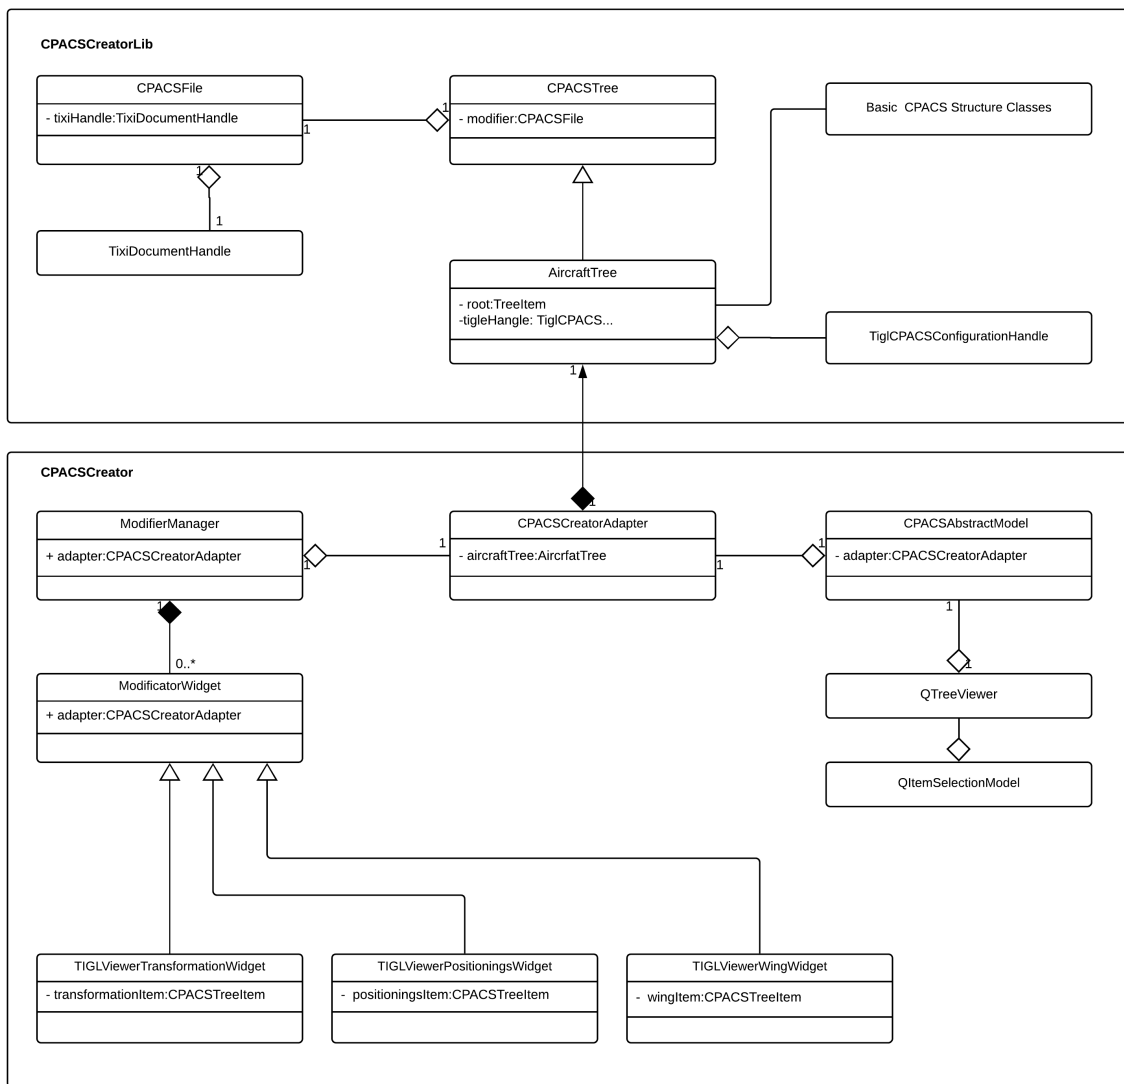 CPACSCreatorLib
CPACSFile
- tixiHandle:TixiDocumentHandle
1
1
CPACSTree
- modifier:CPACSFile
Basic  CPACS Structure Classes
1
1
TixiDocumentHandle
AircraftTree
- root:TreeItem
-tigleHangle: TiglCPACS...
TiglCPACSConfigurationHandle
1
CPACSCreator
1
ModifierManager
+ adapter:CPACSCreatorAdapter
1
1
CPACSCreatorAdapter
- aircraftTree:AircrfatTree
1
1
CPACSAbstractModel
- adapter:CPACSCreatorAdapter
1
0..*
1
1
ModificatorWidget
+ adapter:CPACSCreatorAdapter
QTreeViewer
QItemSelectionModel
TIGLViewerTransformationWidget
- transformationItem:CPACSTreeItem
TIGLViewerPositioningsWidget
-  positioningsItem:CPACSTreeItem
TIGLViewerWingWidget
-  wingItem:CPACSTreeItem